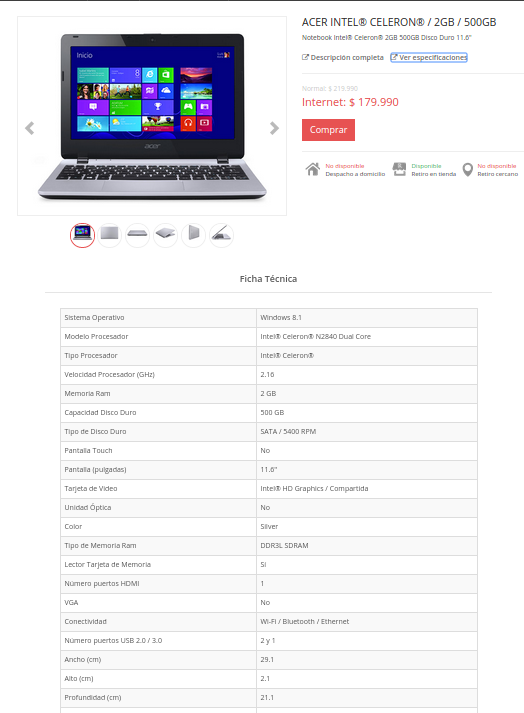 ACER INTEL® CELERON® / 2GB / 500GB
Notebook Intel® Celeron® 2GB 500GB Disco Duro 11.6"
Descripción completa Ver especificaciones
Normal: $ 219.990
Internet: $ 179.990
Comprar
No disponible
Despacho a domicilio
Disponible
Retiro en tienda
No disponible
Retiro cercano
Inicio
acer
Ficha Técnica
Sistema Operativo Windows 8.1
Modelo Procesador Intel® Celeron® N2840 Dual Core
Tipo Procesador Intel® Celeron®
Velocidad Procesador (GHz) 2.16
Memoria Ram 2 GB
Capacidad Disco Duro 500 GB
Tipo de Disco Duro SATA / 5400 RPM
Pantalla Touch No
Pantalla (pulgadas) 11.6"
Tarjeta de Video Intel® HD Graphics / Compartida
Unidad Óptica No
Color Silver
Tipo de Memoria Ram DDR3L SDRAM
Lector Tarjeta de Memoria Si
Número puertos HDMI 1
VGA No
Conectividad Wi-Fi / Bluetooth / Ethernet
Número puertos USB 2.0 / 3.0 2 y 1
Ancho (cm) 29.1
Alto (cm) 2.1
Profundidad (cm) 21.1